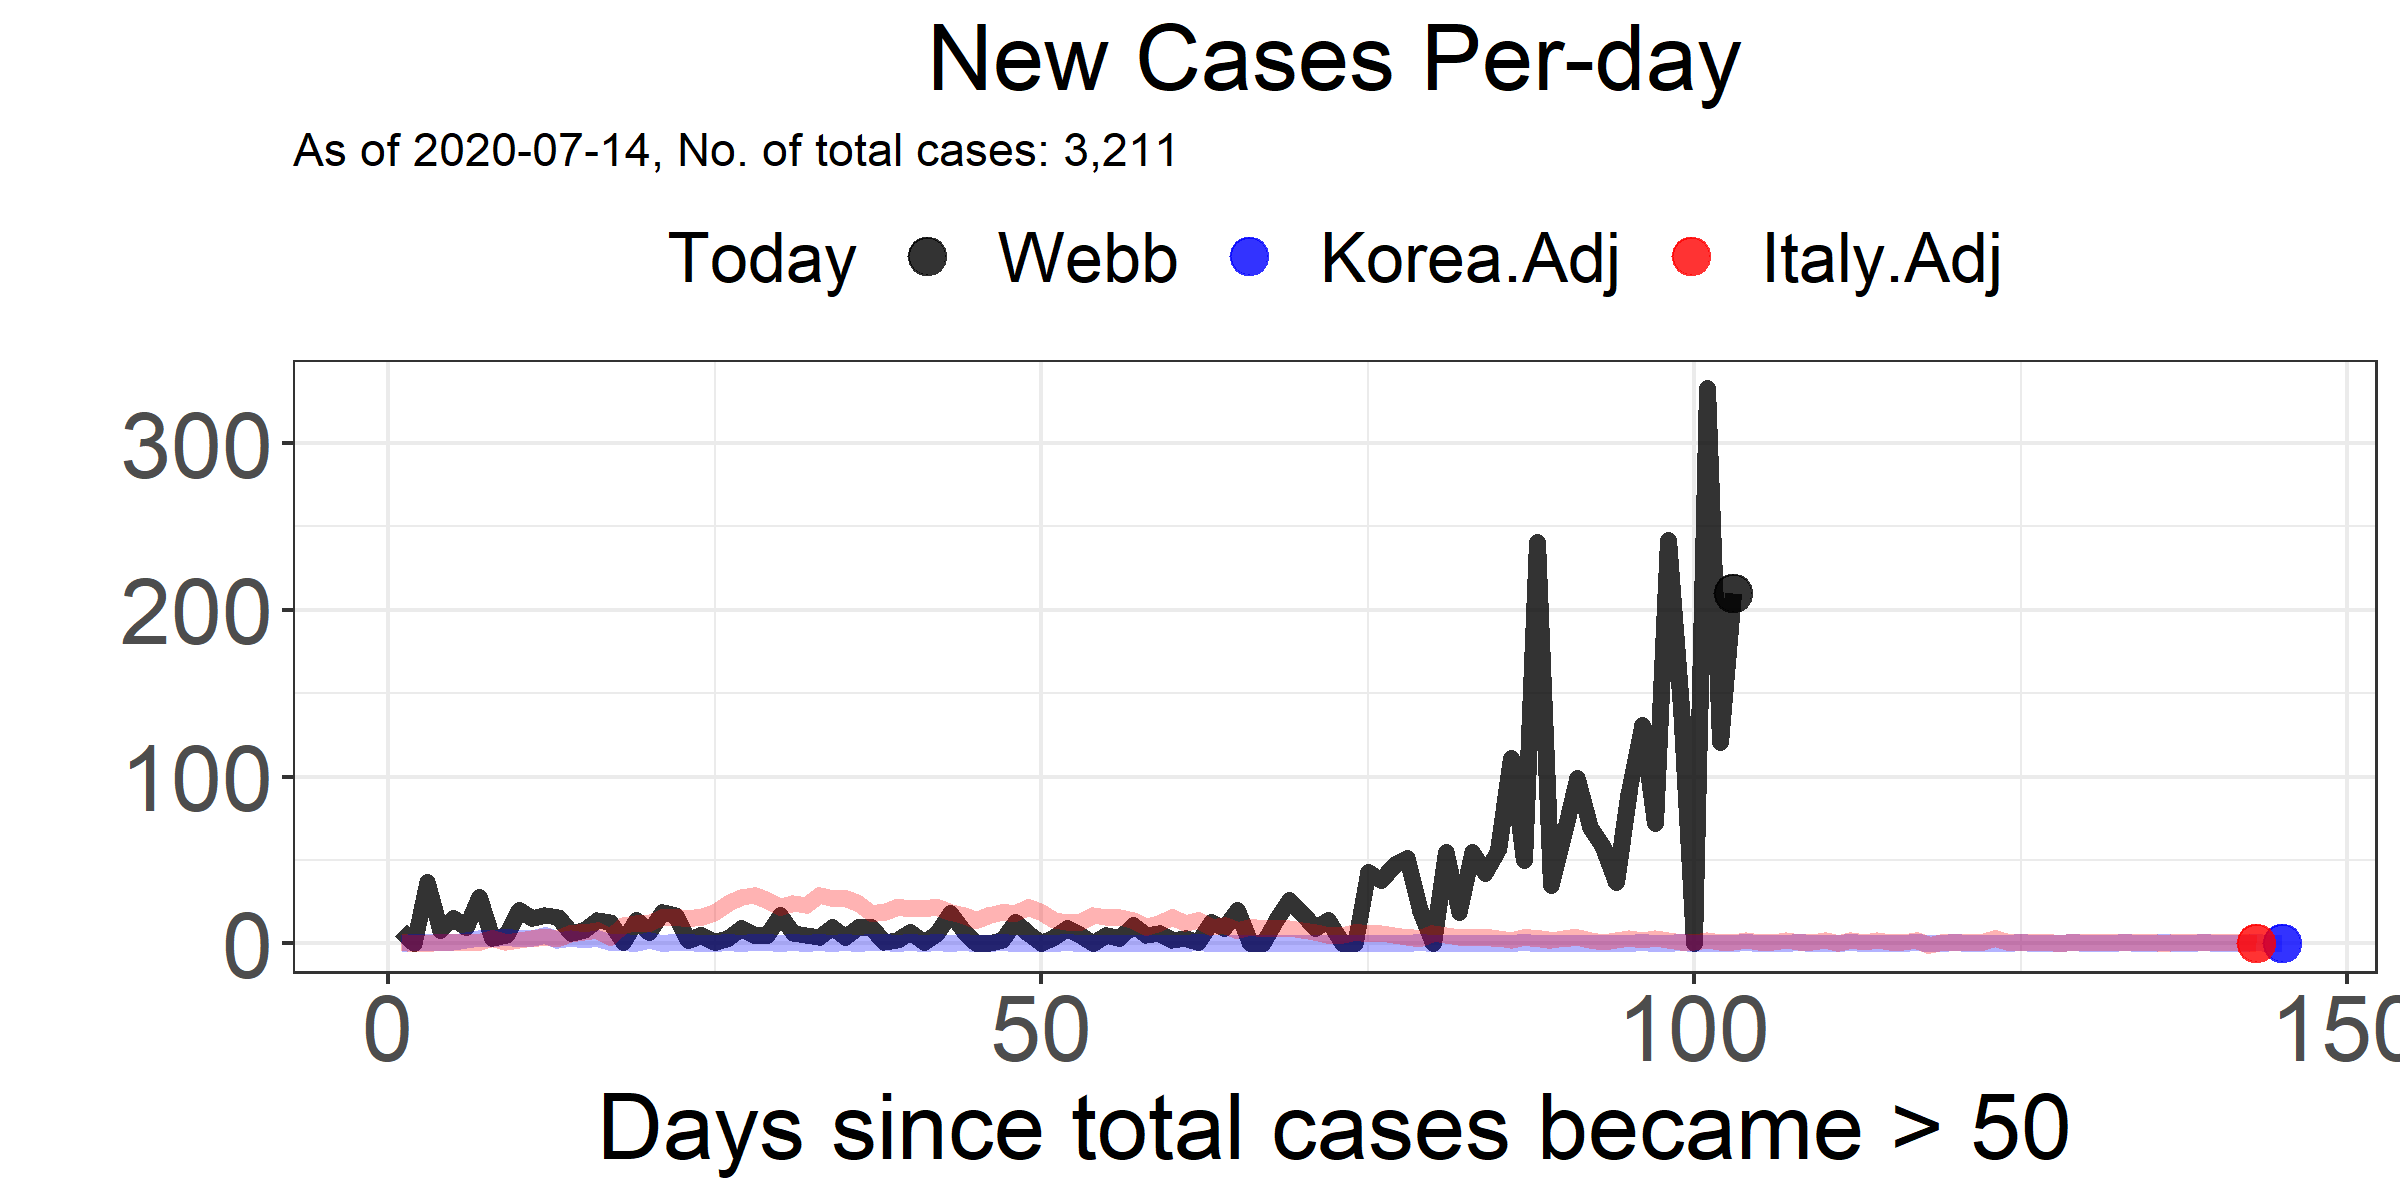 New Cases Per-day
As of 2020-07-14, No. of total cases: 3,211
Today Webb Korea.Adj Italy.Adj
300
200
100
0
0 50 100 150
Days since total cases became > 50